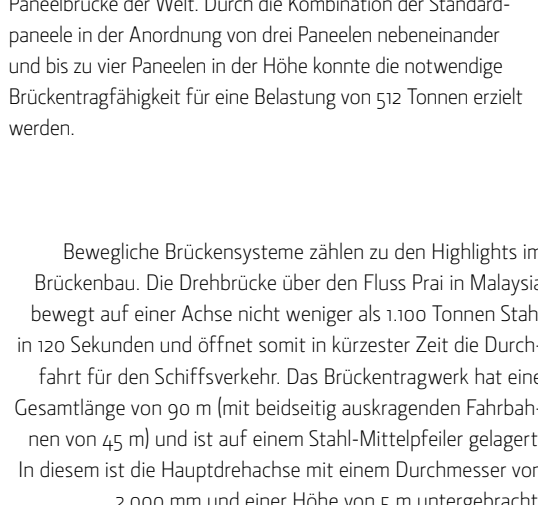 Paneelbrücke der Welt. Durch die Kombination der Standard-
paneele in der Anordnung von drei Paneelen nebeneinander
und bis zu vier Paneelen in der Höhe konnte die notwendige
Brückentragfähigkeit für eine Belastung von 512 Tonnen erzielt
werden.
Bewegliche Brückensysteme zählen zu den Highlights im
Brückenbau. Die Drehbrücke über den Fluss Prai in Malaysia
bewegt auf einer Achse nicht weniger als 1.100 Tonnen Stahl
in 120 Sekunden und öffnet somit in kürzester Zeit die Durch-
fahrt für den Schiffsverkehr. Das Brückentragwerk hat eine
Gesamtlänge von 90 m (mit beidseitig auskragenden Fahrbah-
nen von 45 m) und ist auf einem Stahl-Mittelpfeiler gelagert.
In diesem ist die Hauptdrehachse mit einem Durchmesser von
2.000 mm und einer Höhe von 5 m untergebracht.